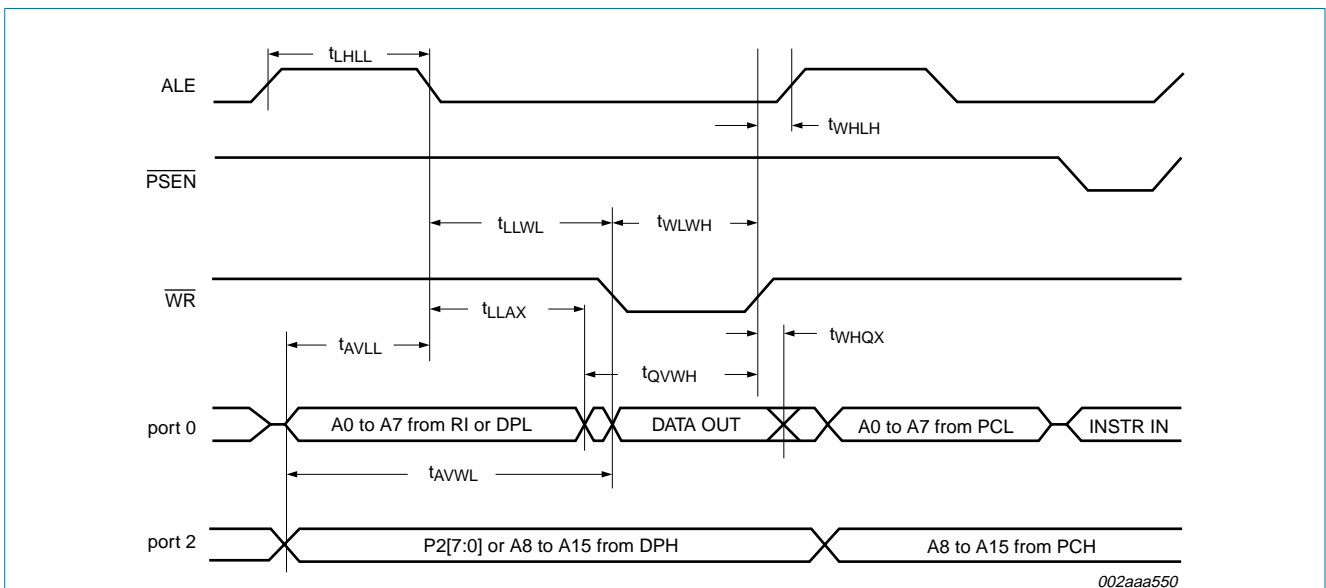 tLHLL
ALE
tWHLH
PSEN
tLLWL
tWLWH
WR
tLLAX
tWHQX
tAVLL
tQVWH
port 0
A0 to A7 from RI or DPL
DATA OUT
A0 to A7 from PCL
INSTR IN
tAVWL
port 2
P2[7:0] or A8 to A15 from DPH
A8 to A15 from PCH
002aaa550